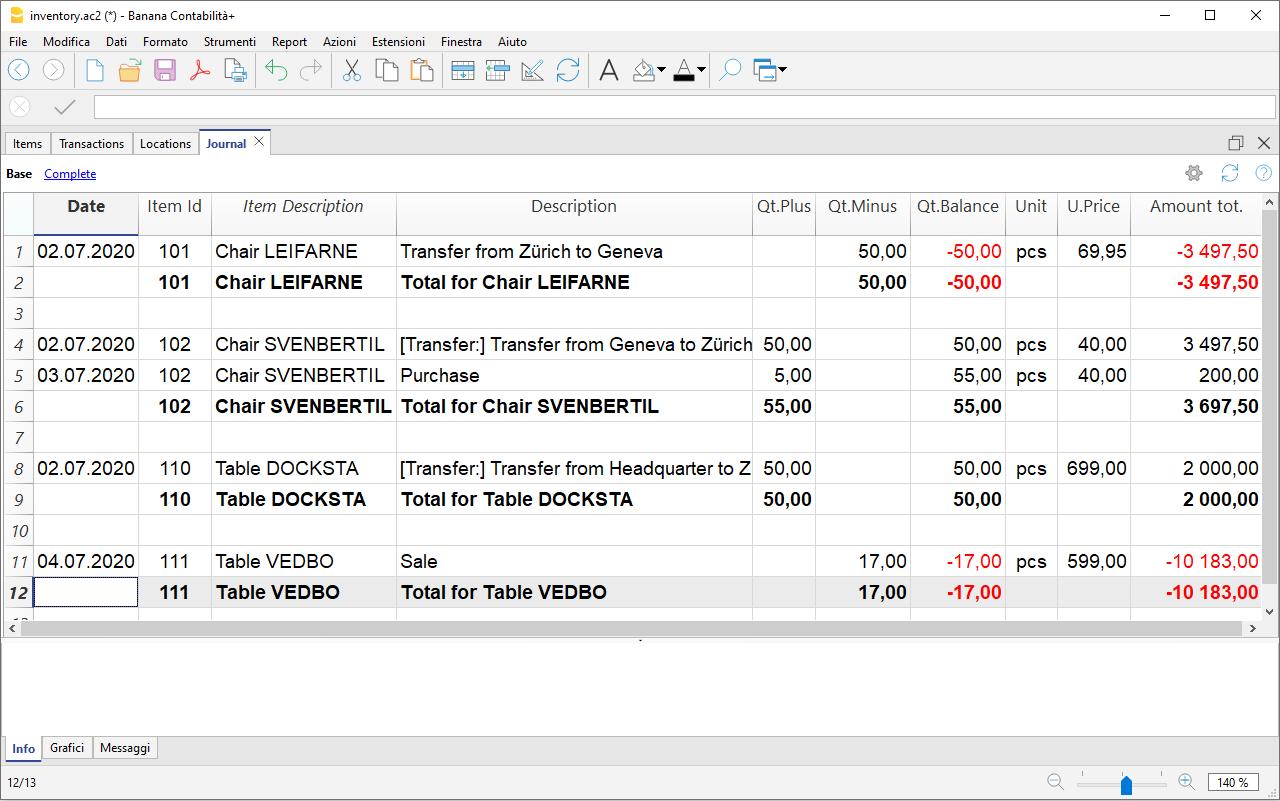 inventory.ac2 (*) - Banana Contabilità+
File Modifica Dati Formato Strumenti Report Azioni Estensioni Finestra Aiuto
Items Transactions Locations Journal
Base Complete
Date Item Id Item Description Description Qt.Plus Qt.Minus Qt.Balance Unit U.Price Amount tot.
1 02.07.2020 101 Chair LEIFARNE Transfer from Zürich to Geneva 50,00 -50,00 pcs 69,95 -3 497,50
2 101 Chair LEIFARNE Total for Chair LEIFARNE 50,00 -50,00 -3 497,50
3
4 02.07.2020 102 Chair SVENBERTIL [Transfer:] Transfer from Geneva to Zürich 50,00 50,00 pcs 40,00 3 497,50
5 03.07.2020 102 Chair SVENBERTIL Purchase 5,00 55,00 pcs 40,00 200,00
6 102 Chair SVENBERTIL Total for Chair SVENBERTIL 55,00 55,00 3 697,50
7
8 02.07.2020 110 Table DOCKSTA [Transfer:] Transfer from Headquarter to Z 50,00 50,00 pcs 699,00 2 000,00
9 110 Table DOCKSTA Total for Table DOCKSTA 50,00 50,00 2 000,00
10
11 04.07.2020 111 Table VEDBO Sale 17,00 -17,00 pcs 599,00 -10 183,00
12 111 Table VEDBO Total for Table VEDBO 17,00 -17,00 -10 183,00
Info Grafici Messaggi
12/13 140 %